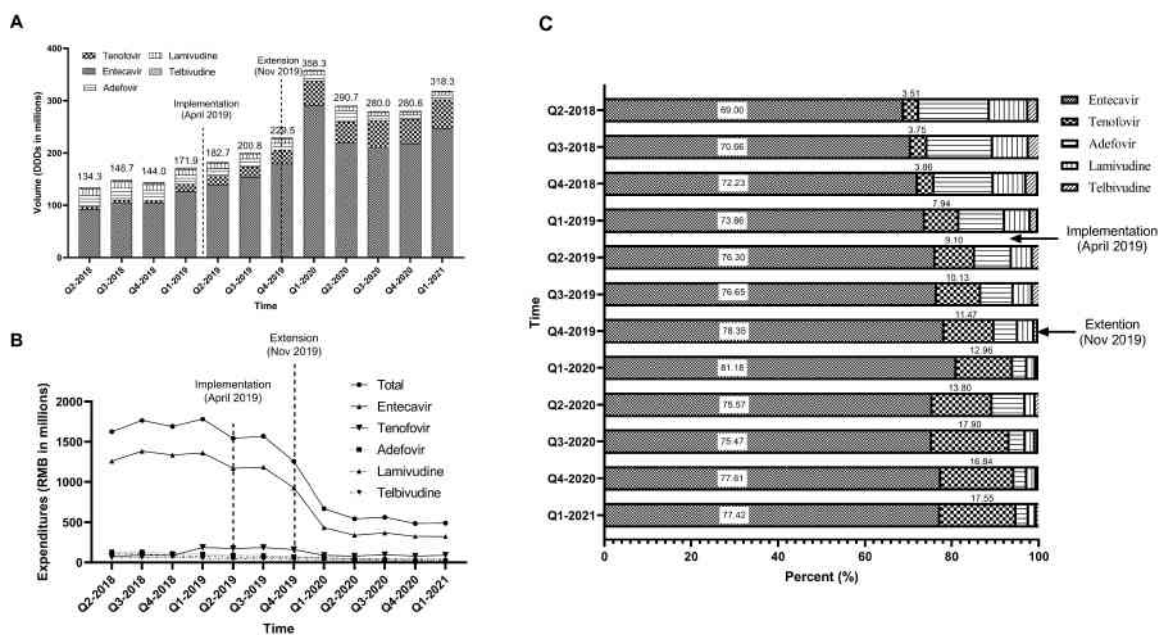 A
Volume (DDDs in millions)
400
300
200
100
0
Tenofovir
Lamivudine
Entecavir
Telbivudine
Adefovir
Implementation
(April 2019)
Extension
(Nov 2019)
134.3
148.7
144.0
171.9
182.7
200.8
229.5
358.3
290.7
280.0
280.6
318.3
Q2-2018
Q3-2018
Q4-2018
Q1-2019
Q2-2019
Q3-2019
Q4-2019
Q1-2020
Q2-2020
Q3-2020
Q4-2020
Q1-2021
Time
B
Expenditures (RMB in millions)
2000
1500
1000
500
0
Implementation
(April 2019)
Extension
(Nov 2019)
Total
Entecavir
Tenofovir
Adefovir
Lamivudine
Telbivudine
Q2-2018
Q3-2018
Q4-2018
Q1-2019
Q2-2019
Q3-2019
Q4-2019
Q1-2020
Q2-2020
Q3-2020
Q4-2020
Q1-2021
Time
C
Time
Q2-2018
69.00
3.51
Q3-2018
3.75
Q4-2018
72.23
3.86
Q1-2019
73.86
7.94
Q2-2019
76.30
9.10
Q3-2019
76.65
10.13
Q4-2019
78.35
11.47
Q1-2020
81.18
12.96
Q2-2020
75.57
13.80
Q3-2020
75.47
17.90
Q4-2020
77.61
16.84
Q1-2021
77.42
17.55
0
20
40
60
80
100
Percent (%)
Entecavir
Tenofovir
Adefovir
Lamivudine
Telbivudine
Implementation
(April 2019)
Extention
(Nov 2019)